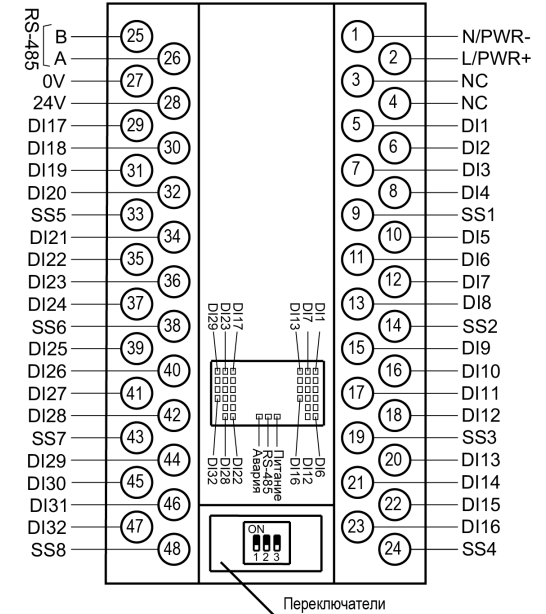 RS-485
B 25
A 26
0V 27
24V 28
DI17 29
DI18 30
DI19 31
DI20 32
SS5 33
DI21 34
DI22 35
DI23 36
DI24 37
SS6 38
DI25 39
DI26 40
DI27 41
DI28 42
SS7 43
DI29 44
DI30 45
DI31 46
DI32 47
SS8 48
1 N/PWR-
2 L/PWR+
3 NC
4 NC
5 DI1
6 DI2
7 DI3
8 DI4
9 SS1
10 DI5
11 DI6
12 DI7
13 DI8
14 SS2
15 DI9
16 DI10
17 DI11
18 DI12
19 SS3
20 DI13
21 DI14
22 DI15
23 DI16
24 SS4
DI29 DI23 DI17
DI13 DI7 DI1
DI32 DI28 DI22
Авария RS-485 Питание
DI16 DI12 DI6
ON
1 2 3
Переключатели